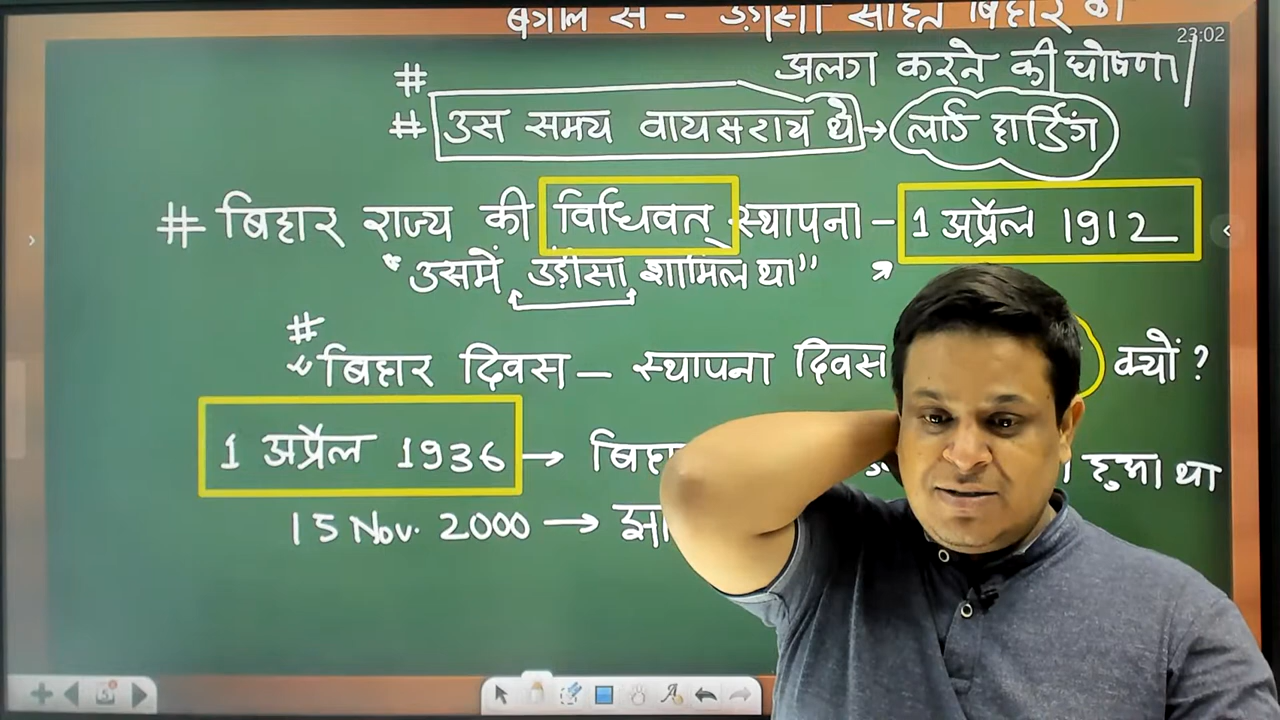 बंगाल से - उड़ीसा सहित बिहार को
23:02
# अलग करने की घोषणा|
# उस समय वायसराय थे → लार्ड हार्डिंग
# बिहार राज्य की विधिवत् स्थापना - 1 अप्रैल 1912
"उसमें उड़ीसा शामिल था"
#
बिहार दिवस - स्थापना दिवस क्यों ?
1 अप्रैल 1936 → हुआ था
15 Nov. 2000 →